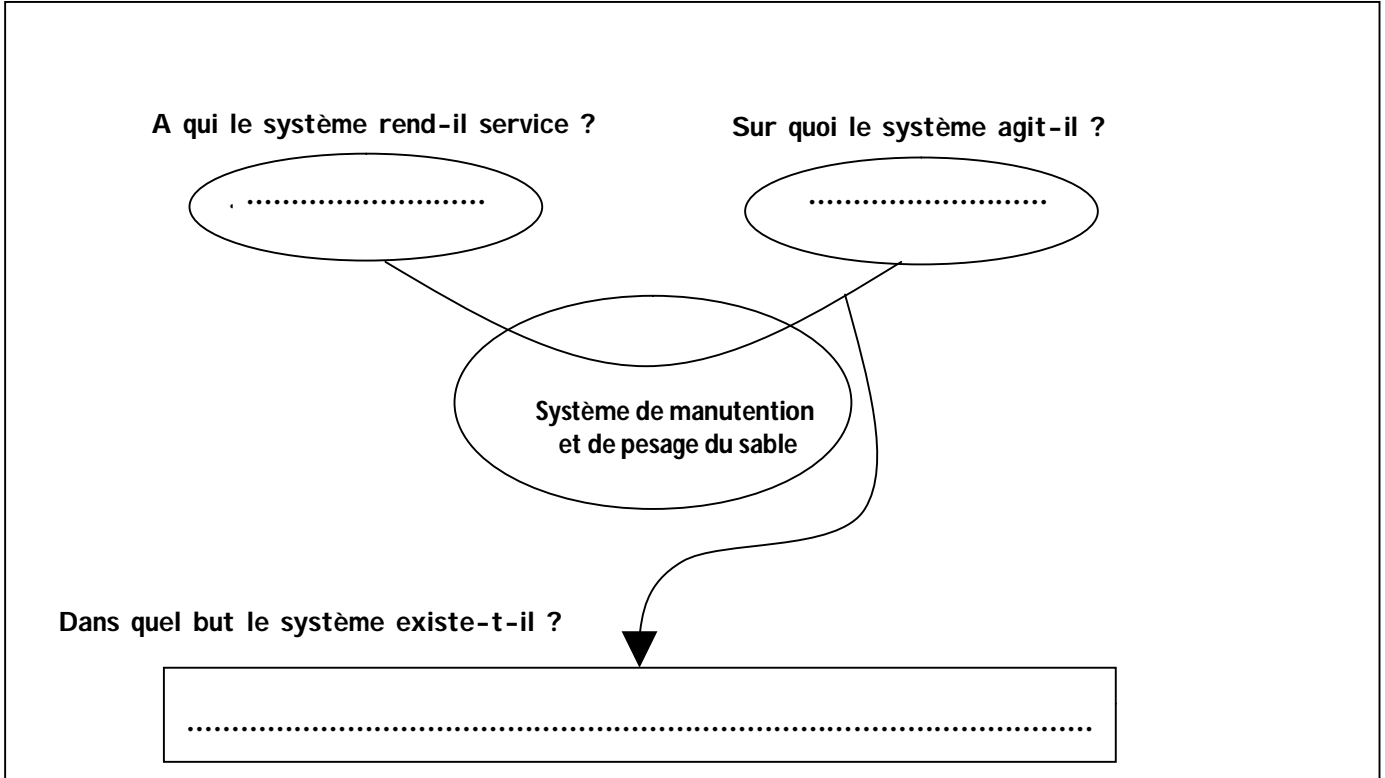 A qui le système rend-il service ?
Sur quoi le système agit-il ?
...........................
...........................
Système de manutention
et de pesage du sable
Dans quel but le système existe-t-il ?
.......................................................................................................